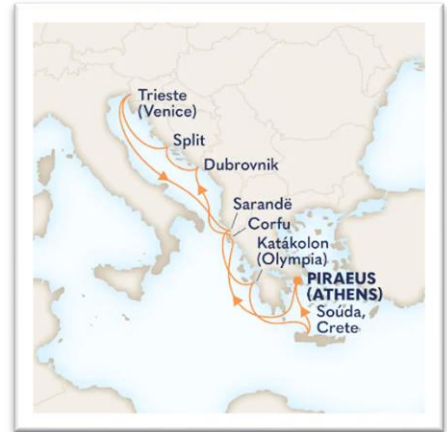 Trieste
(Venice)
Split
Dubrovnik
Sarandë
Corfu
Katákolon
(Olympia)
PIRAEUS
(ATHENS)
Soúda,
Crete